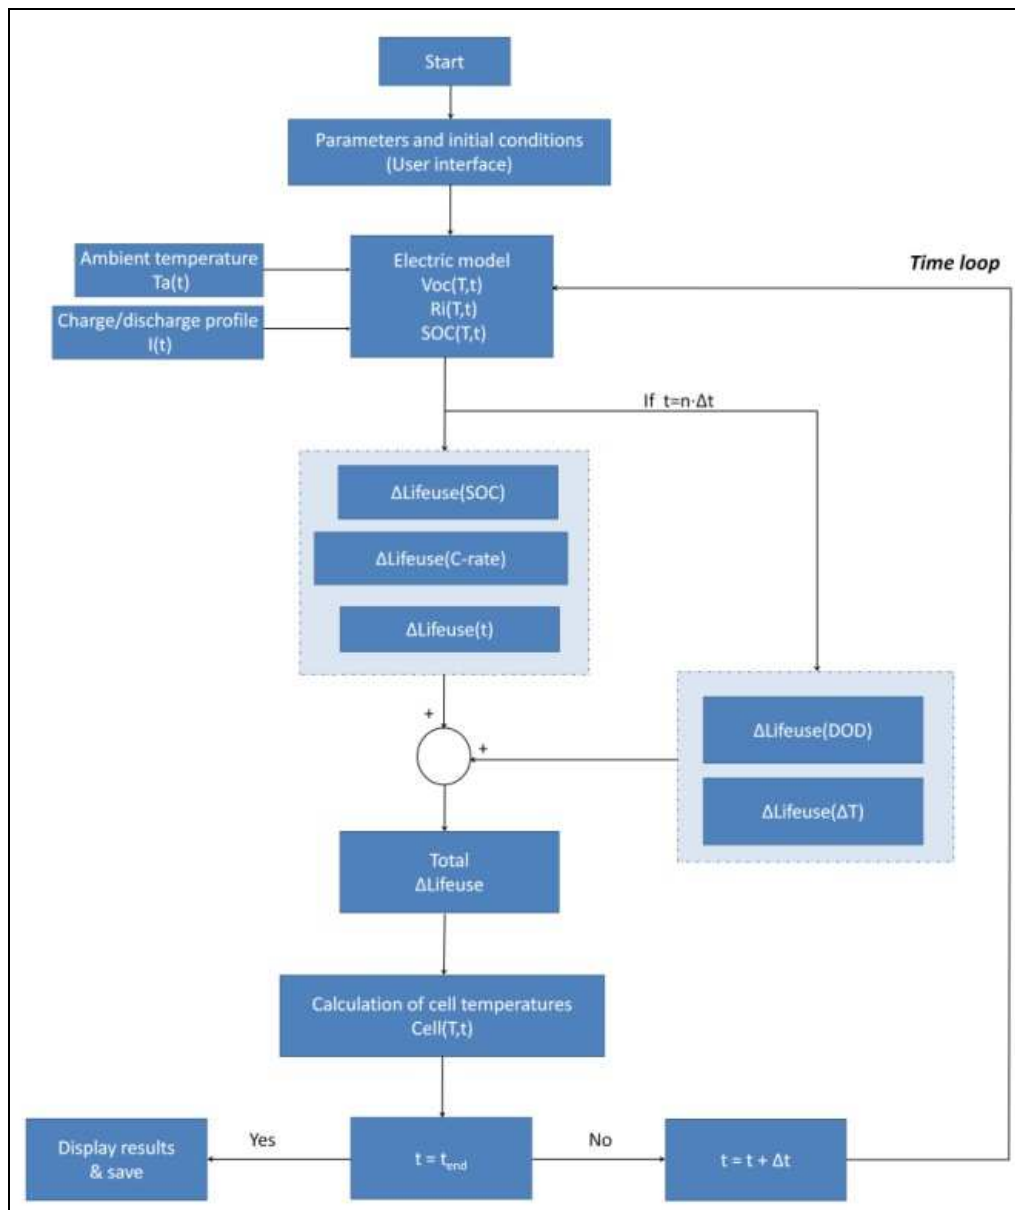 Start
Parameters and initial conditions
(User interface)
Ambient temperature
Ta(t)
Charge/discharge profile
I(t)
Electric model
Voc(T,t)
Ri(T,t)
SOC(T,t)
Time loop
If t=n·Δt
ΔLifeuse(SOC)
ΔLifeuse(C-rate)
ΔLifeuse(t)
ΔLifeuse(DOD)
ΔLifeuse(ΔT)
+
+
Total
ΔLifeuse
Calculation of cell temperatures
Cell(T,t)
Display results
& save
Yes
t = tend
No
t = t + Δt